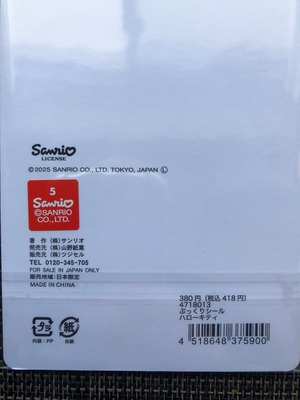 Sanrio
LICENSE
©2025 SANRIO CO., LTD. TOKYO, JAPAN Ⓛ
5
Sanrio
©SANRIO
CO.,LTD.
著 作 (株)サンリオ
発売元 (株)山野紙業
販売元 (株)ツジセル
TEL 0120-345-705
FOR SALE IN JAPAN ONLY
販売地域:日本限定
MADE IN CHINA
380円 (税込418円)
4718013
ぷっくりシール
ハローキティ
プラ
内袋:PP
紙
台紙
4 518648 375900